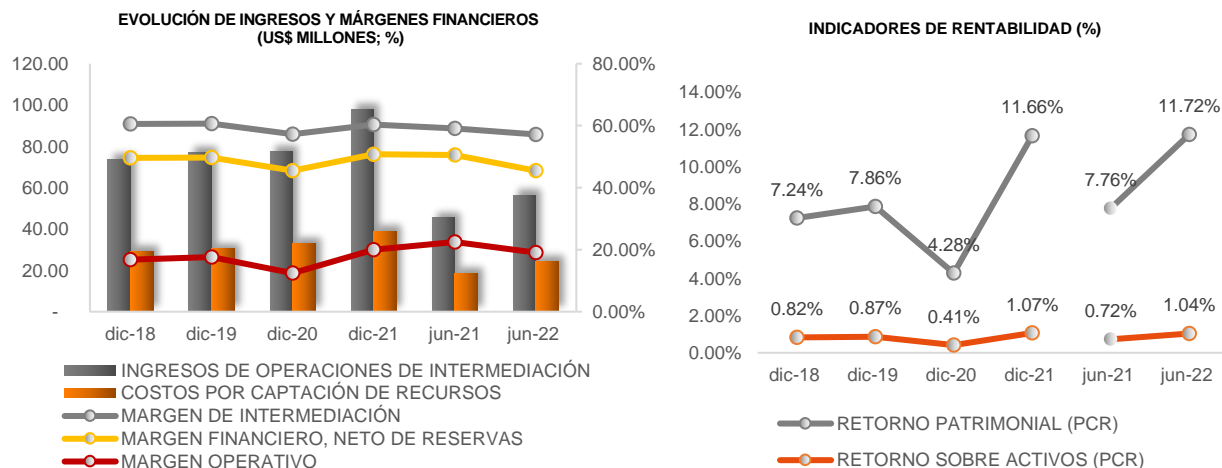 EVOLUCIÓN DE INGRESOS Y MÁRGENES FINANCIEROS
(US$ MILLONES; %)
120.00
100.00
80.00
60.00
40.00
20.00
-
80.00%
60.00%
40.00%
20.00%
0.00%
dic-18 dic-19 dic-20 dic-21 jun-21 jun-22
INGRESOS DE OPERACIONES DE INTERMEDIACIÓN
COSTOS POR CAPTACIÓN DE RECURSOS
MARGEN DE INTERMEDIACIÓN
MARGEN FINANCIERO, NETO DE RESERVAS
MARGEN OPERATIVO
INDICADORES DE RENTABILIDAD (%)
14.00%
12.00%
10.00%
8.00%
6.00%
4.00%
2.00%
0.00%
7.24% 7.86% 4.28% 11.66% 7.76% 11.72%
0.82% 0.87% 0.41% 1.07% 0.72% 1.04%
dic-18 dic-19 dic-20 dic-21 jun-21 jun-22
RETORNO PATRIMONIAL (PCR)
RETORNO SOBRE ACTIVOS (PCR)